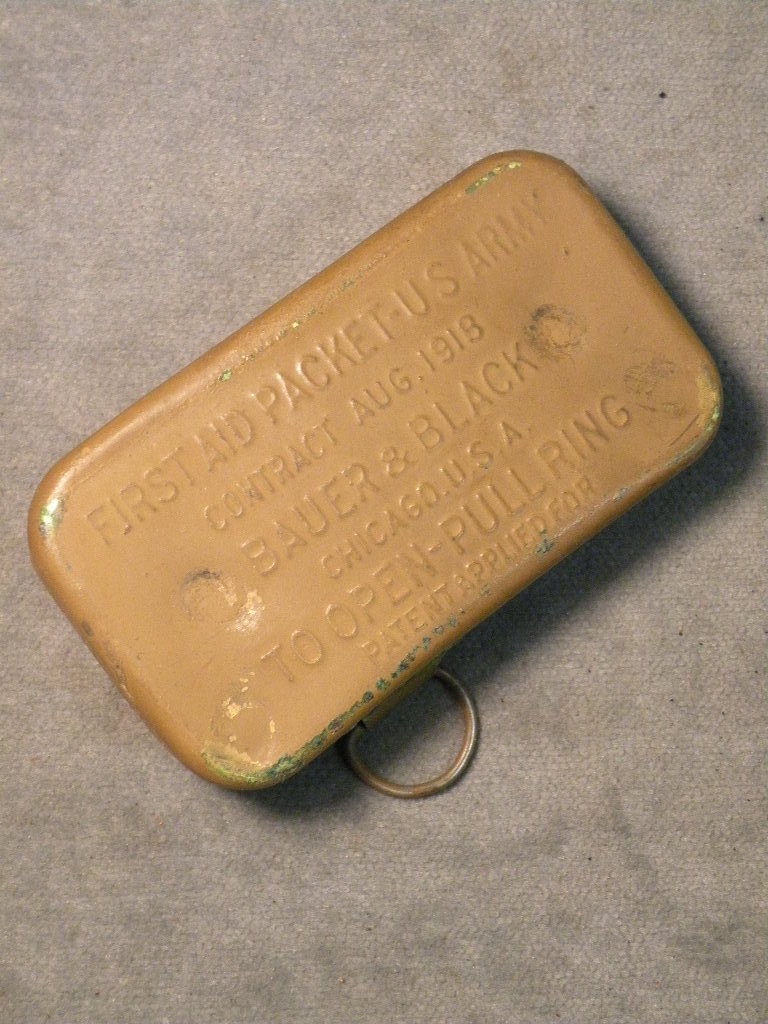 FIRST AID PACKET-U.S ARMY
CONTRACT AUG. 1918
BAUER & BLACK
CHICAGO. U.S.A.
TO OPEN-PULL RING
PATENT APPLIED FOR